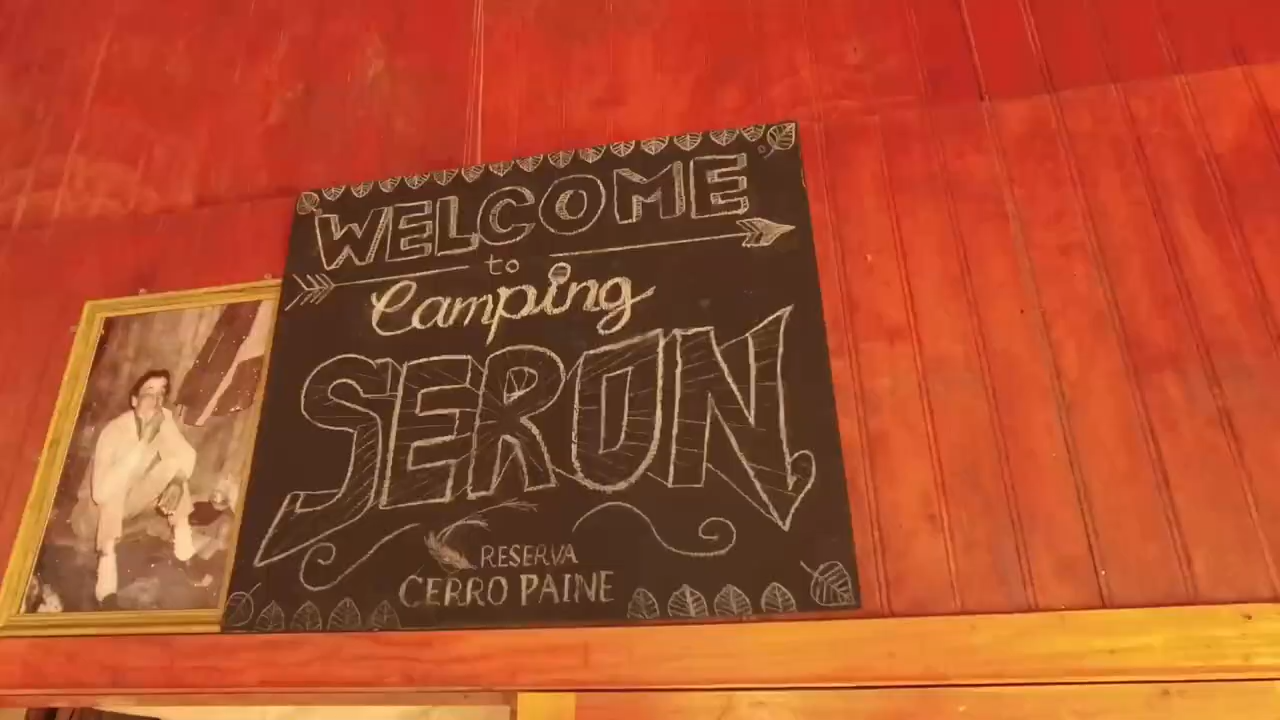 WELCOME
to
Camping
SERON
RESERVA
CERRO PAINE